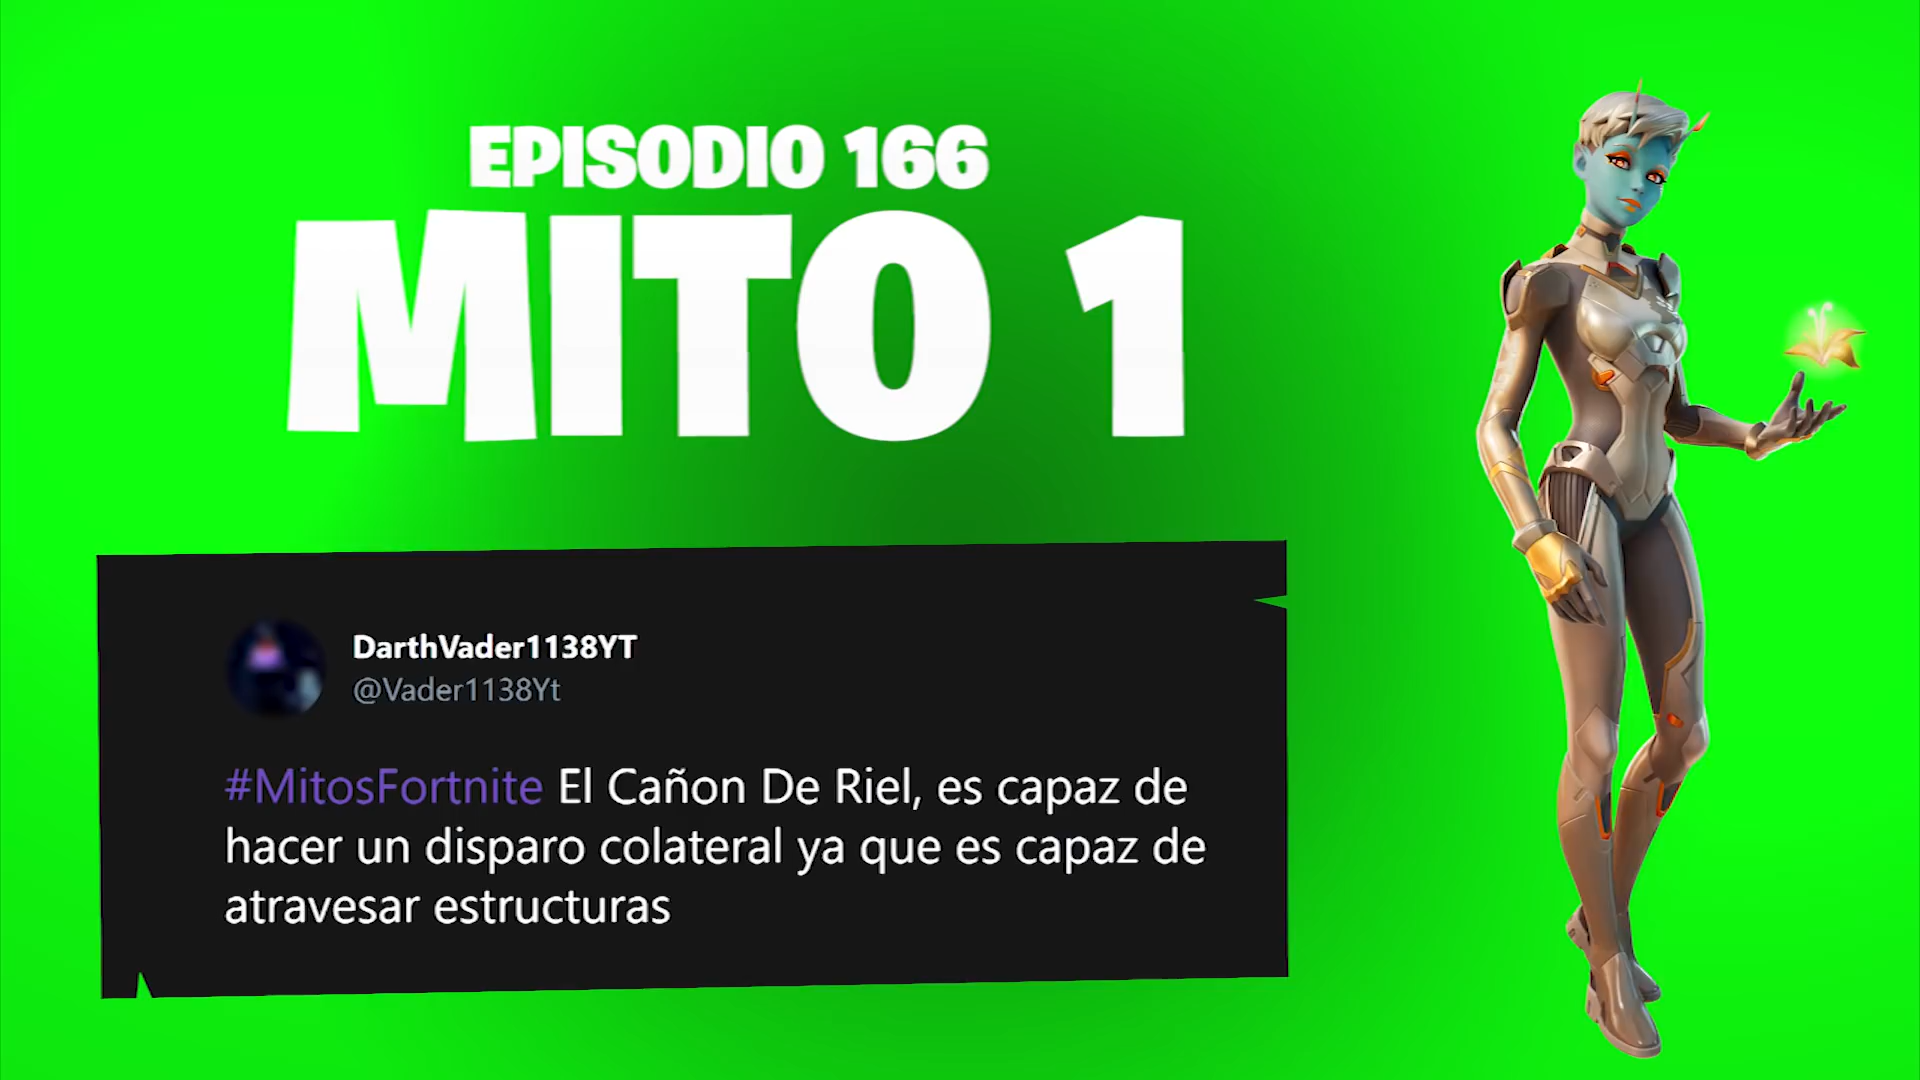 EPISODIO 166
MITO 1
DarthVader1138YT
@Vader1138Yt
#MitosFortnite El Cañon De Riel, es capaz de
hacer un disparo colateral ya que es capaz de
atravesar estructuras